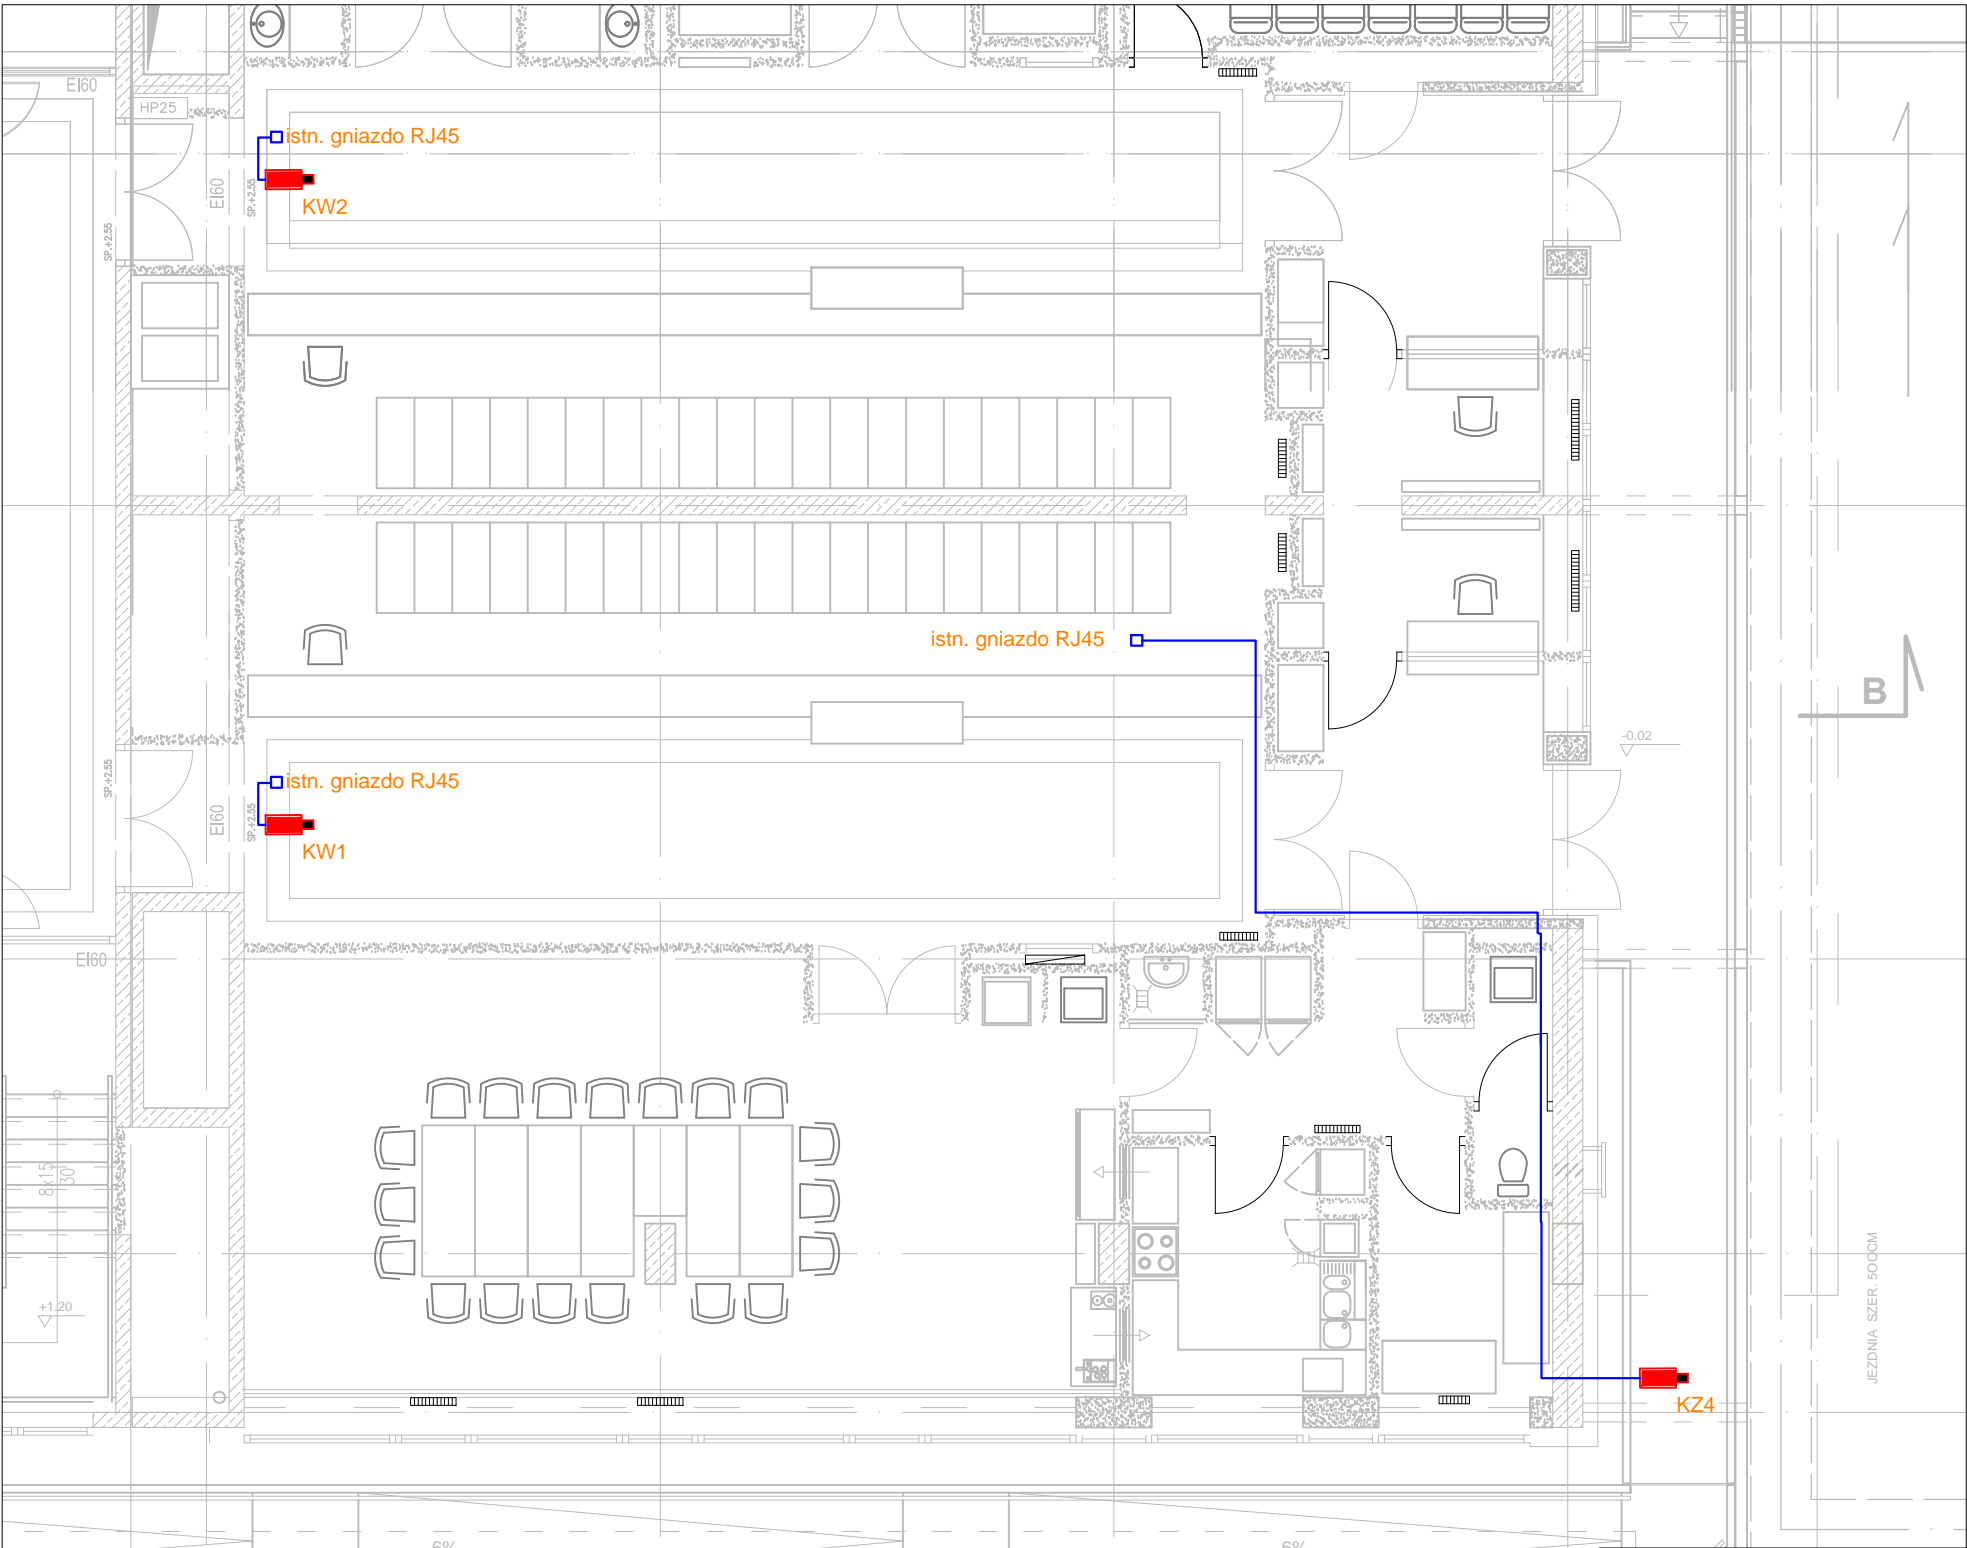 EI60
HP25
istn. gniazdo RJ45
EI60
SP.+2.55
KW2
SP.+2.55
istn. gniazdo RJ45
B
-0.02
istn. gniazdo RJ45
SP.+2.55
EI60
SP.+2.55
KW1
EI60
8x15
30
+1.20
JEZDNIA SZER. 500CM
KZ4
6%
6%